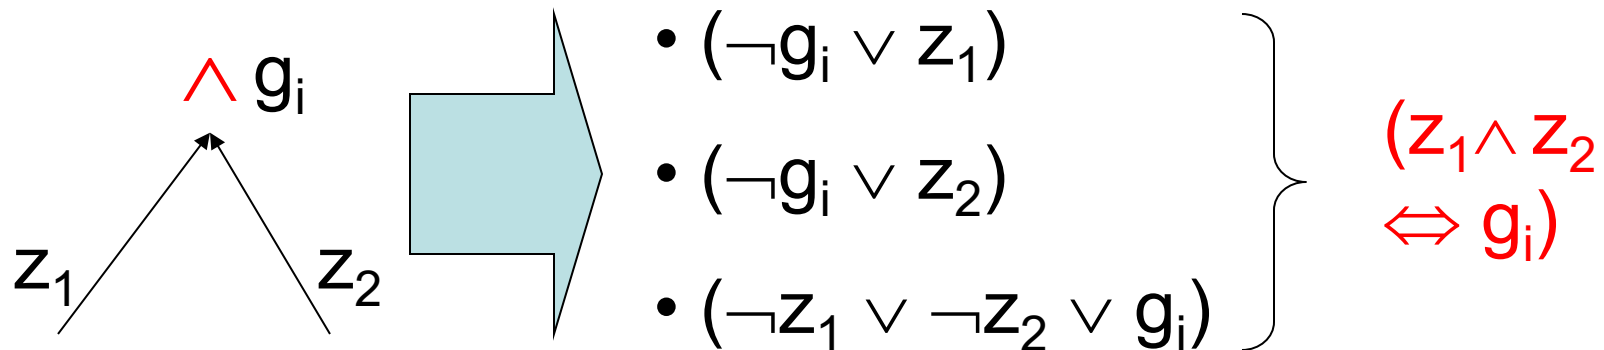 ∧ gᵢ
z₁ z₂
• (¬gᵢ ∨ z₁)
• (¬gᵢ ∨ z₂)
• (¬z₁ ∨ ¬z₂ ∨ gᵢ)
(z₁∧ z₂
⇔ gᵢ)